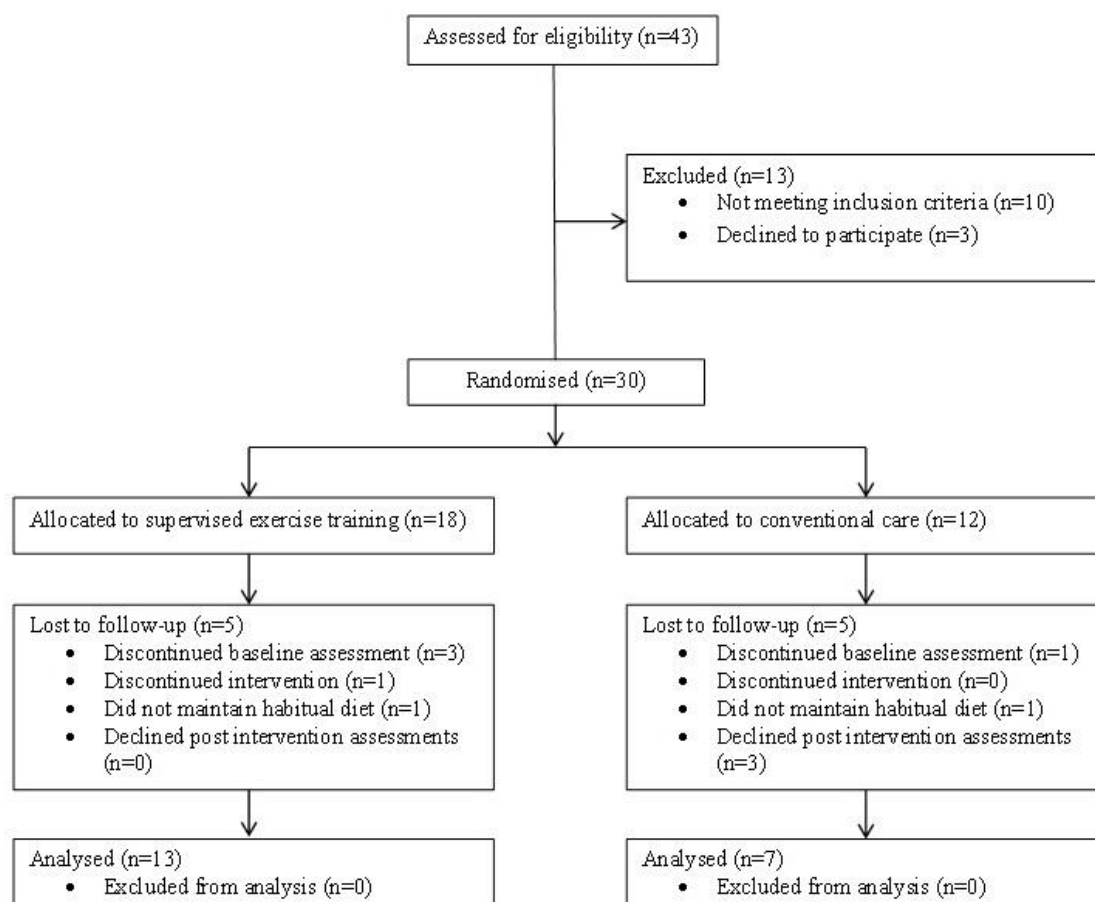 Assessed for eligibility (n=43)
Excluded (n=13)
• Not meeting inclusion criteria (n=10)
• Declined to participate (n=3)
Randomised (n=30)
Allocated to supervised exercise training (n=18)
Allocated to conventional care (n=12)
Lost to follow-up (n=5)
• Discontinued baseline assessment (n=3)
• Discontinued intervention (n=1)
• Did not maintain habitual diet (n=1)
• Declined post intervention assessments
(n=0)
Lost to follow-up (n=5)
• Discontinued baseline assessment (n=1)
• Discontinued intervention (n=0)
• Did not maintain habitual diet (n=1)
• Declined post intervention assessments
(n=3)
Analysed (n=13)
• Excluded from analysis (n=0)
Analysed (n=7)
• Excluded from analysis (n=0)